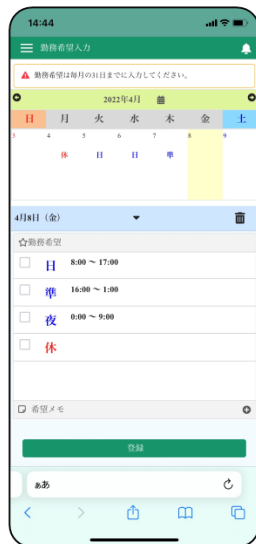 14:44
勤務希望入力
勤務希望は毎月の31日までに入力してください。
2022年4月
日 月 火 水 木 金 土
3 4 5 6 7 8 9
休 日 日 準
4月8日（金）
☆勤務希望
日 8:00 〜 17:00
準 16:00 〜 1:00
夜 0:00 〜 9:00
休
希望メモ
登録
ぁあ